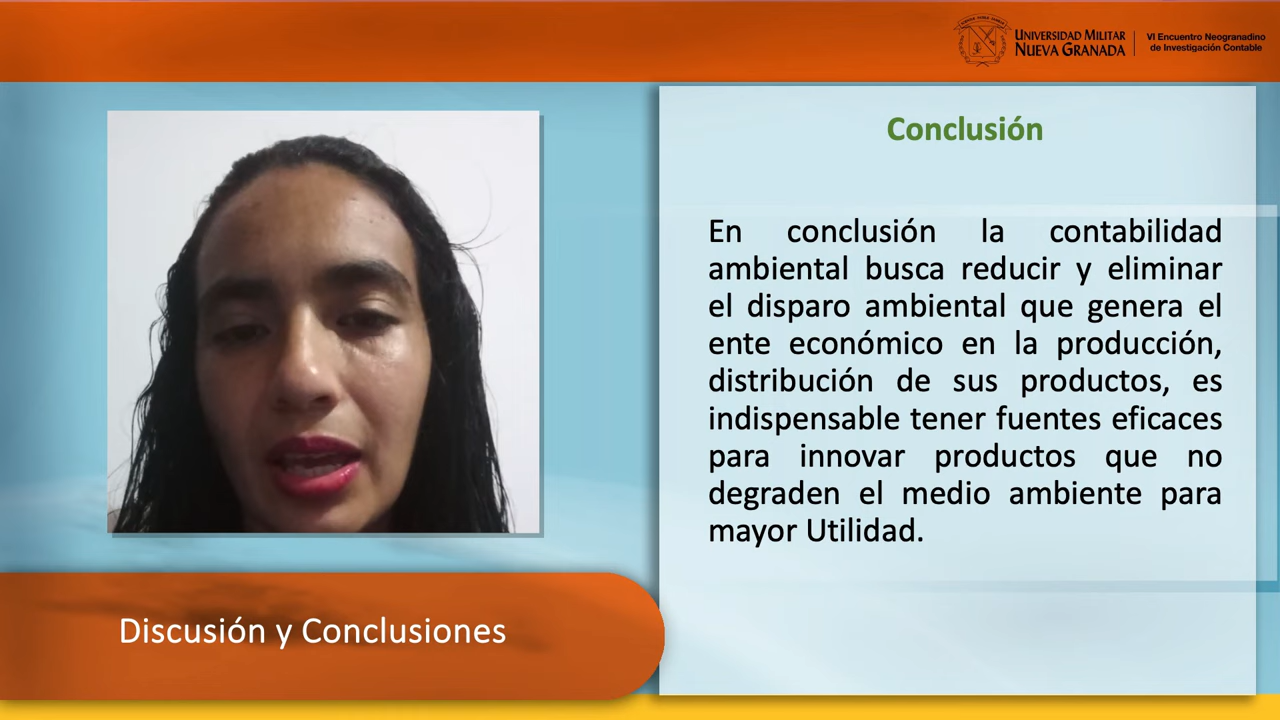 UNIVERSIDAD MILITAR
NUEVA GRANADA
VI Encuentro Neogranadino
de Investigación Contable
Conclusión
En conclusión la contabilidad
ambiental busca reducir y eliminar
el disparo ambiental que genera el
ente económico en la producción,
distribución de sus productos, es
indispensable tener fuentes eficaces
para innovar productos que no
degraden el medio ambiente para
mayor Utilidad.
Discusión y Conclusiones